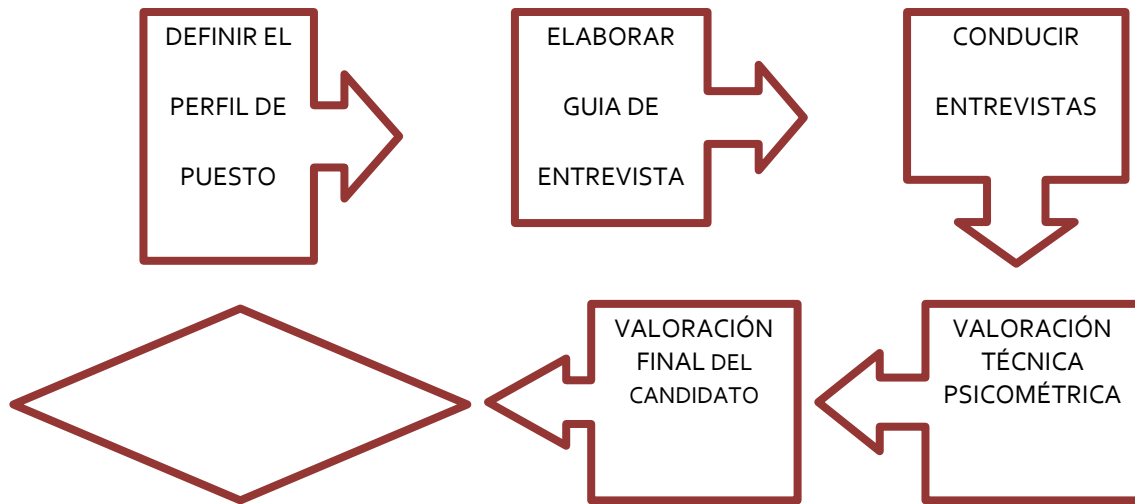 DEFINIR EL
PERFIL DE
PUESTO
ELABORAR
GUIA DE
ENTREVISTA
CONDUCIR
ENTREVISTAS
VALORACIÓN
TÉCNICA
PSICOMÉTRICA
VALORACIÓN
FINAL DEL
CANDIDATO